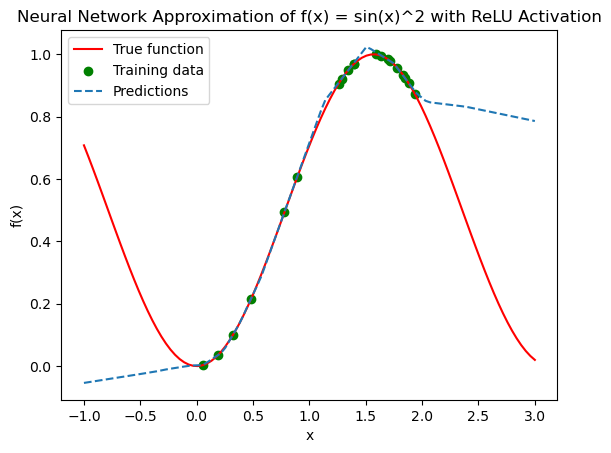 Neural Network Approximation of f(x) = sin(x)^2 with ReLU Activation
True function
Training data
Predictions
1.0
0.8
0.6
0.4
0.2
0.0
f(x)
−1.0 −0.5 0.0 0.5 1.0 1.5 2.0 2.5 3.0
x